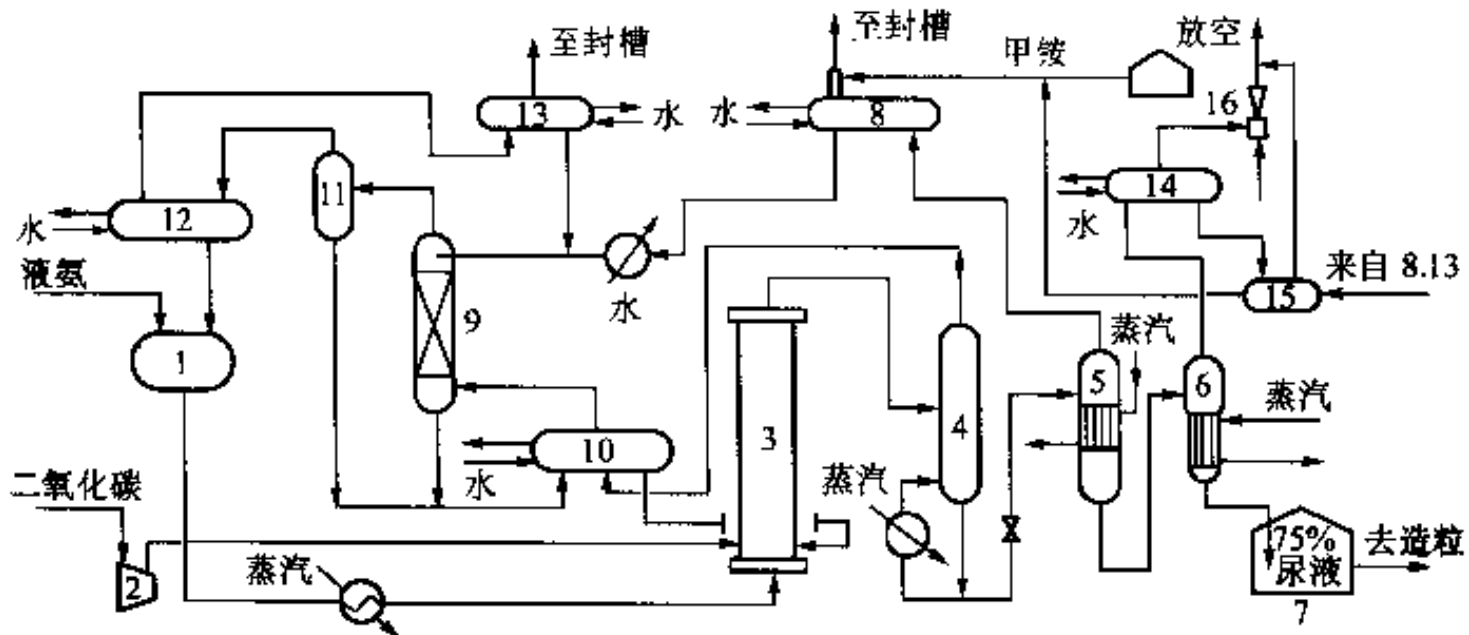 至封槽
至封槽
放空
甲铵
16
13
水
水
8
11
14
12
水
水
液氨
来自 8.13
15
水
9
1
蒸汽
5
6
3
4
蒸汽
10
二氧化碳
水
蒸汽
2
蒸汽
75%
尿液
去造粒
7